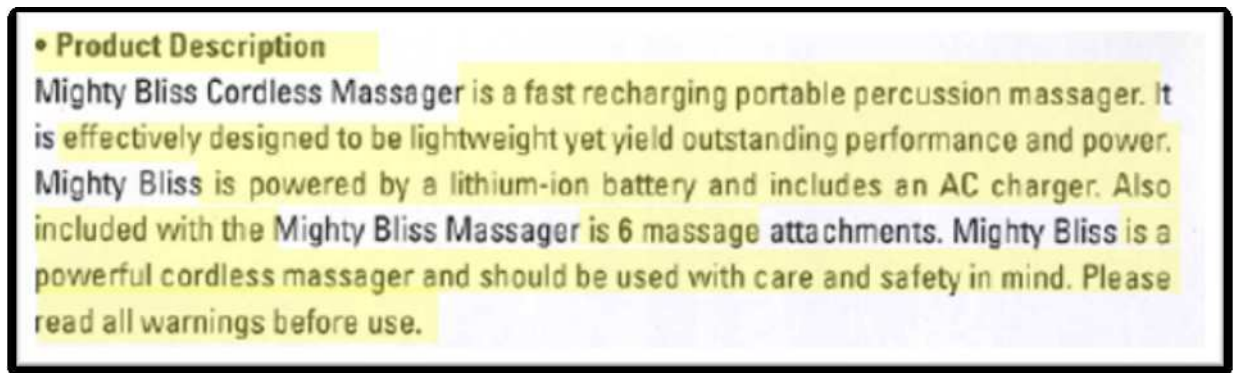 • Product Description
Mighty Bliss Cordless Massager is a fast recharging portable percussion massager. It
is effectively designed to be lightweight yet yield outstanding performance and power.
Mighty Bliss is powered by a lithium-ion battery and includes an AC charger. Also
included with the Mighty Bliss Massager is 6 massage attachments. Mighty Bliss is a
powerful cordless massager and should be used with care and safety in mind. Please
read all warnings before use.